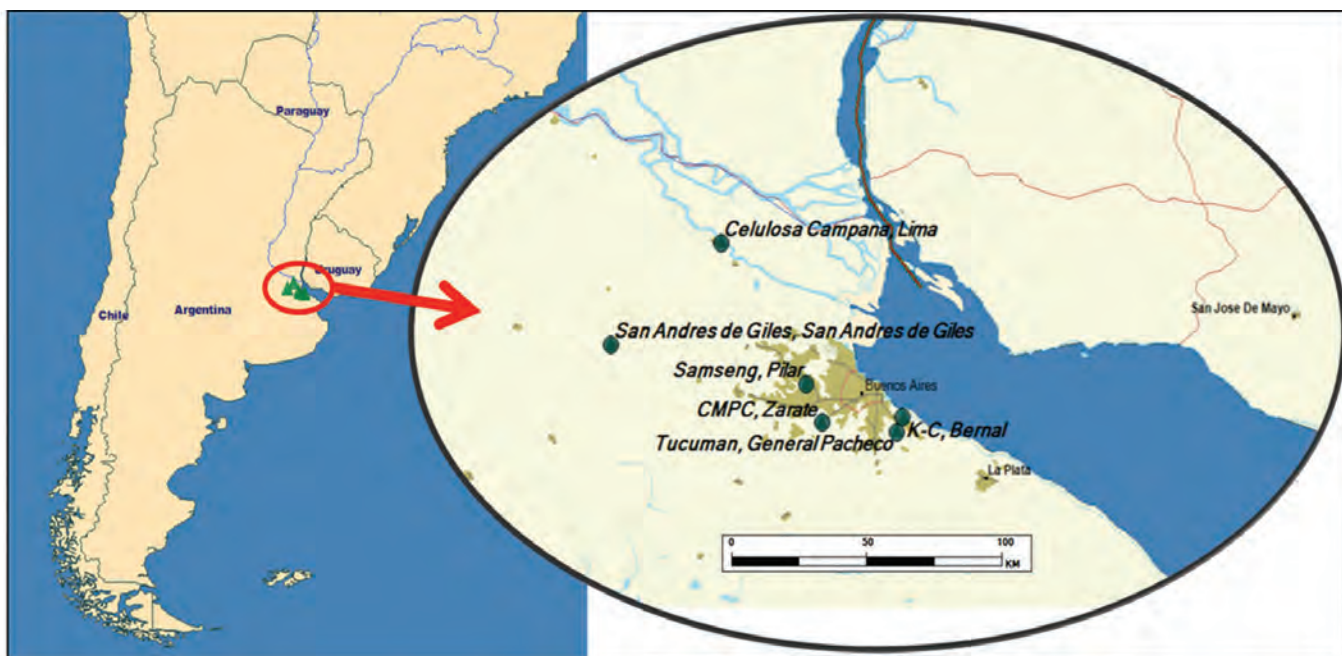 Paraguay
Uruguay
Chile
Argentina
Celulosa Campana, Lima
San Jose De Mayo
San Andres de Giles, San Andres de Giles
Samseng, Pilar
Buenos Aires
CMPC, Zarate
K-C, Bernal
Tucuman, General Pacheco
La Plata
0 50 100
KM